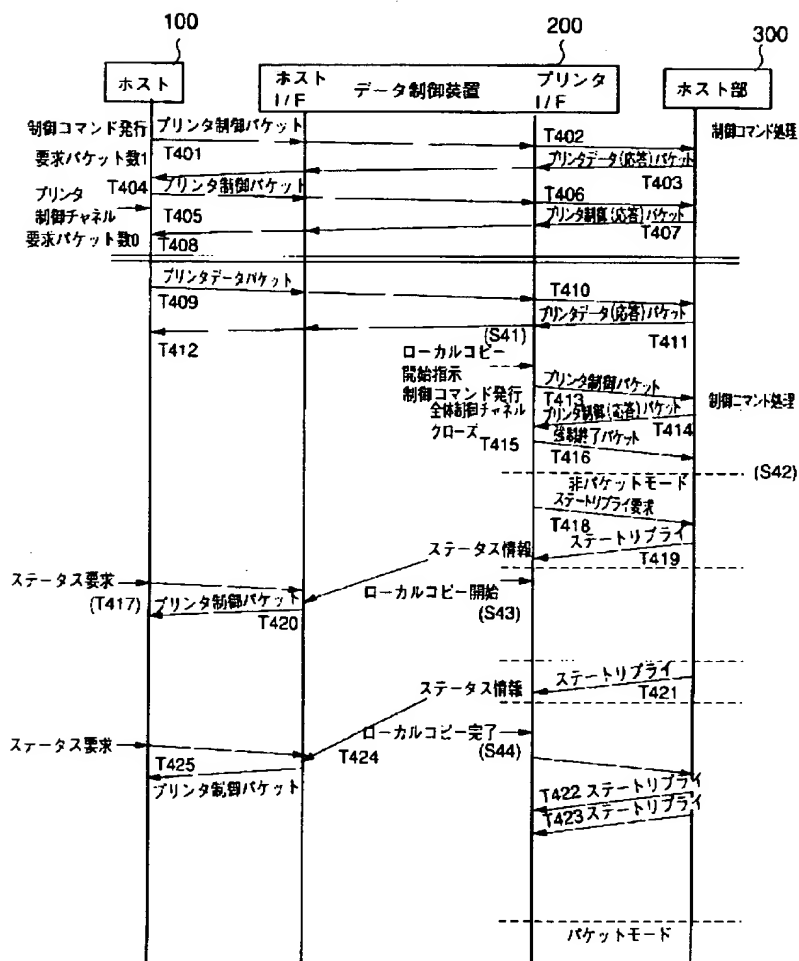 100
200
300
ホスト
ホスト I/F
データ制御装置
プリンタ I/F
ホスト部
制御コマンド発行
プリンタ制御パケット
T402
制御コマンド処理
要求パケット数1
T401
プリンタデータ(応答)パケット
T403
T404
プリンタ制御パケット
T406
プリンタ
制御チャネル
T405
プリンタ制御(応答)パケット
T407
要求パケット数0
T408
プリンタデータパケット
T409
T410
プリンタデータ(応答)パケット
T411
T412
(S41)
ローカルコピー
開始指示
プリンタ制御パケット
制御コマンド発行
T413
制御コマンド処理
全体制御チャネル
プリンタ制御(応答)パケット
T414
クローズ
T415
強制終了パケット
T416
(S42)
非パケットモード
ステートリプライ要求
T418
ステートリプライ
T419
ステータス情報
ステータス要求
(T417)
プリンタ制御パケット
T420
ローカルコピー開始
(S43)
ステートリプライ
T421
ステータス情報
ローカルコピー完了
(S44)
ステータス要求
T424
T425
プリンタ制御パケット
T422 ステートリプライ
T423 ステートリプライ
パケットモード